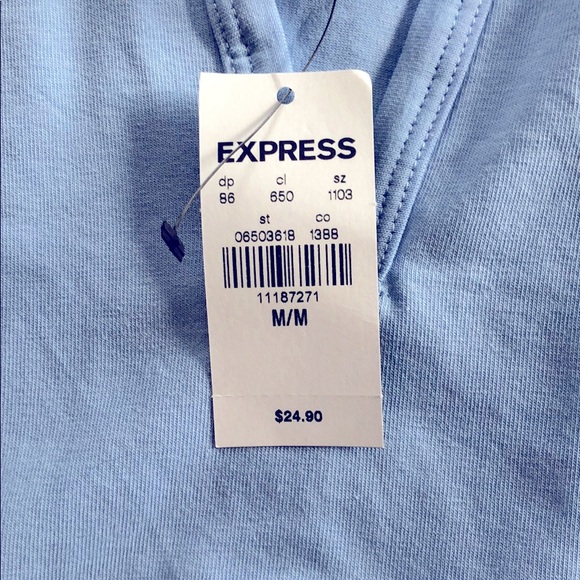 EXPRESS
dp cl sz
86 650 1103
st co
06503618 1388
11187271
M/M
$24.90